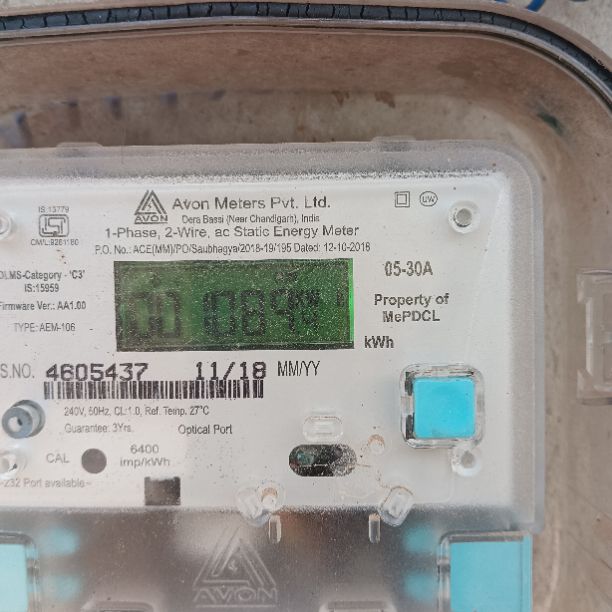 IS 13779
CM/L:9261180
AVON
Avon Meters Pvt. Ltd.
Dera Bassi (Near Chandigarh), India
1-Phase, 2-Wire, ac Static Energy Meter
P.O. No.: ACE(MM)/PO/Saubhagya/2018-19/195 Dated: 12-10-2018
UW
DLMS-Category - 'C3'
IS:15959
Firmware Ver.: AA1.00
TYPE: AEM-106
05-30A
Property of
MePDCL
kWh
S.NO. 4605437 11/18 MM/YY
240V, 50Hz, CL:1.0, Ref. Temp. 27°C
Guarantee: 3Yrs. Optical Port
CAL
6400
imp/kWh
-232 Port available~
AVON